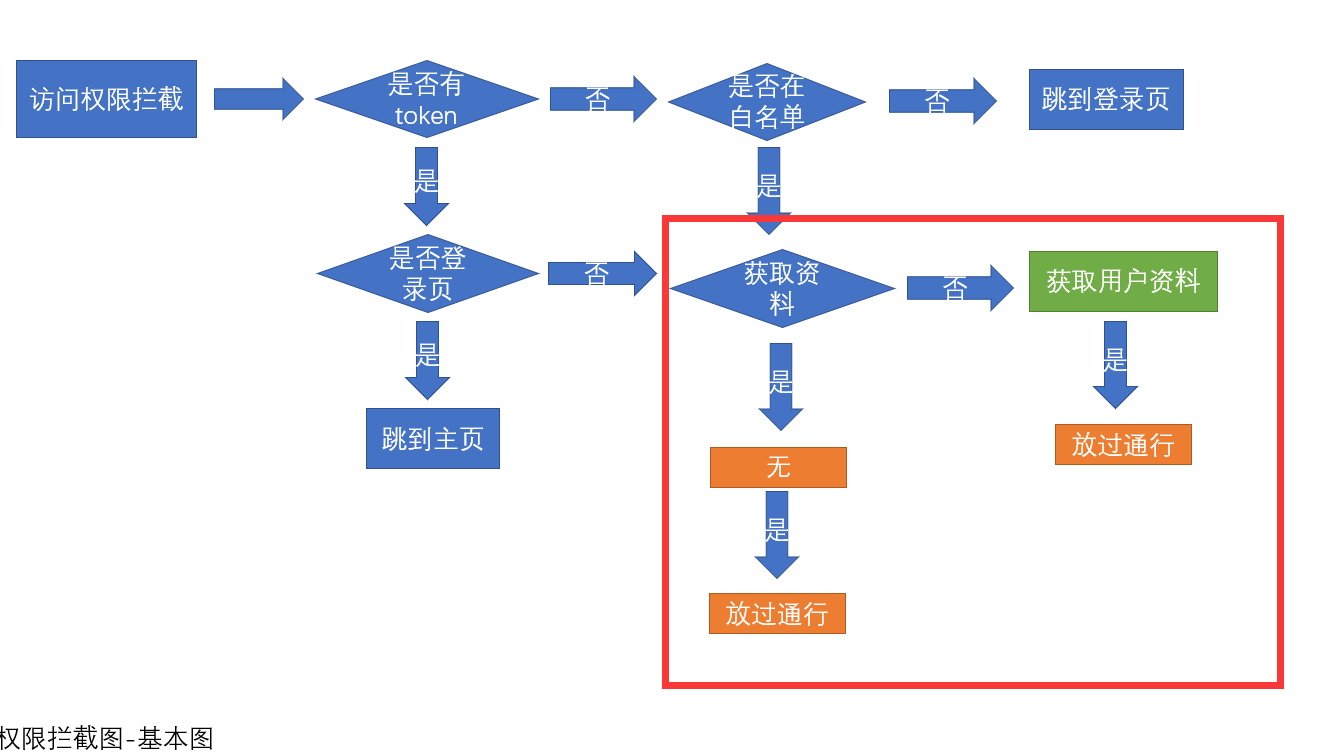 访问权限拦截
是否有
token
否
是否在
白名单
否
跳到登录页
是
是
是否登
录页
否
获取资
料
否
获取用户资料
是
是
是
跳到主页
放过通行
无
是
放过通行
权限拦截图-基本图